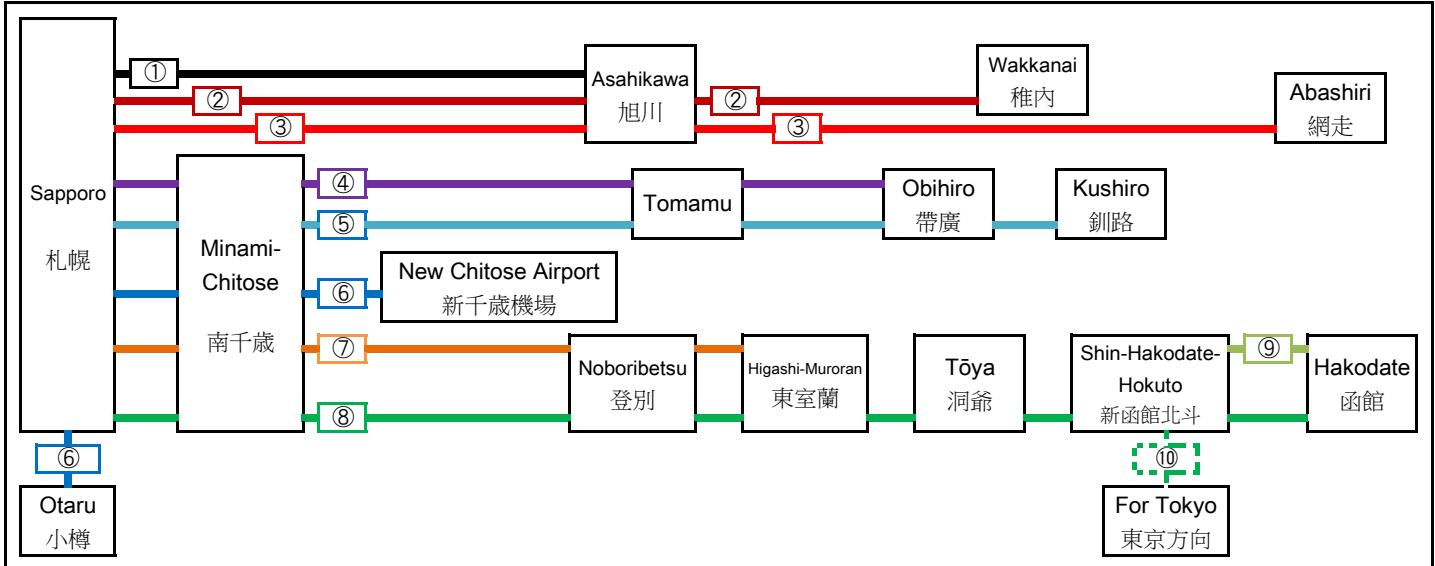 Sapporo
札幌
①
②
③
Asahikawa
旭川
②
③
Wakkanai
稚內
Abashiri
網走
Minami-
Chitose
南千歳
④
⑤
⑥
⑦
⑧
Tomamu
Obihiro
帶廣
Kushiro
釧路
New Chitose Airport
新千歳機場
Noboribetsu
登別
Higashi-Muroran
東室蘭
Tōya
洞爺
Shin-Hakodate-
Hokuto
新函館北斗
⑨
Hakodate
函館
⑥
Otaru
小樽
⑩
For Tokyo
東京方向